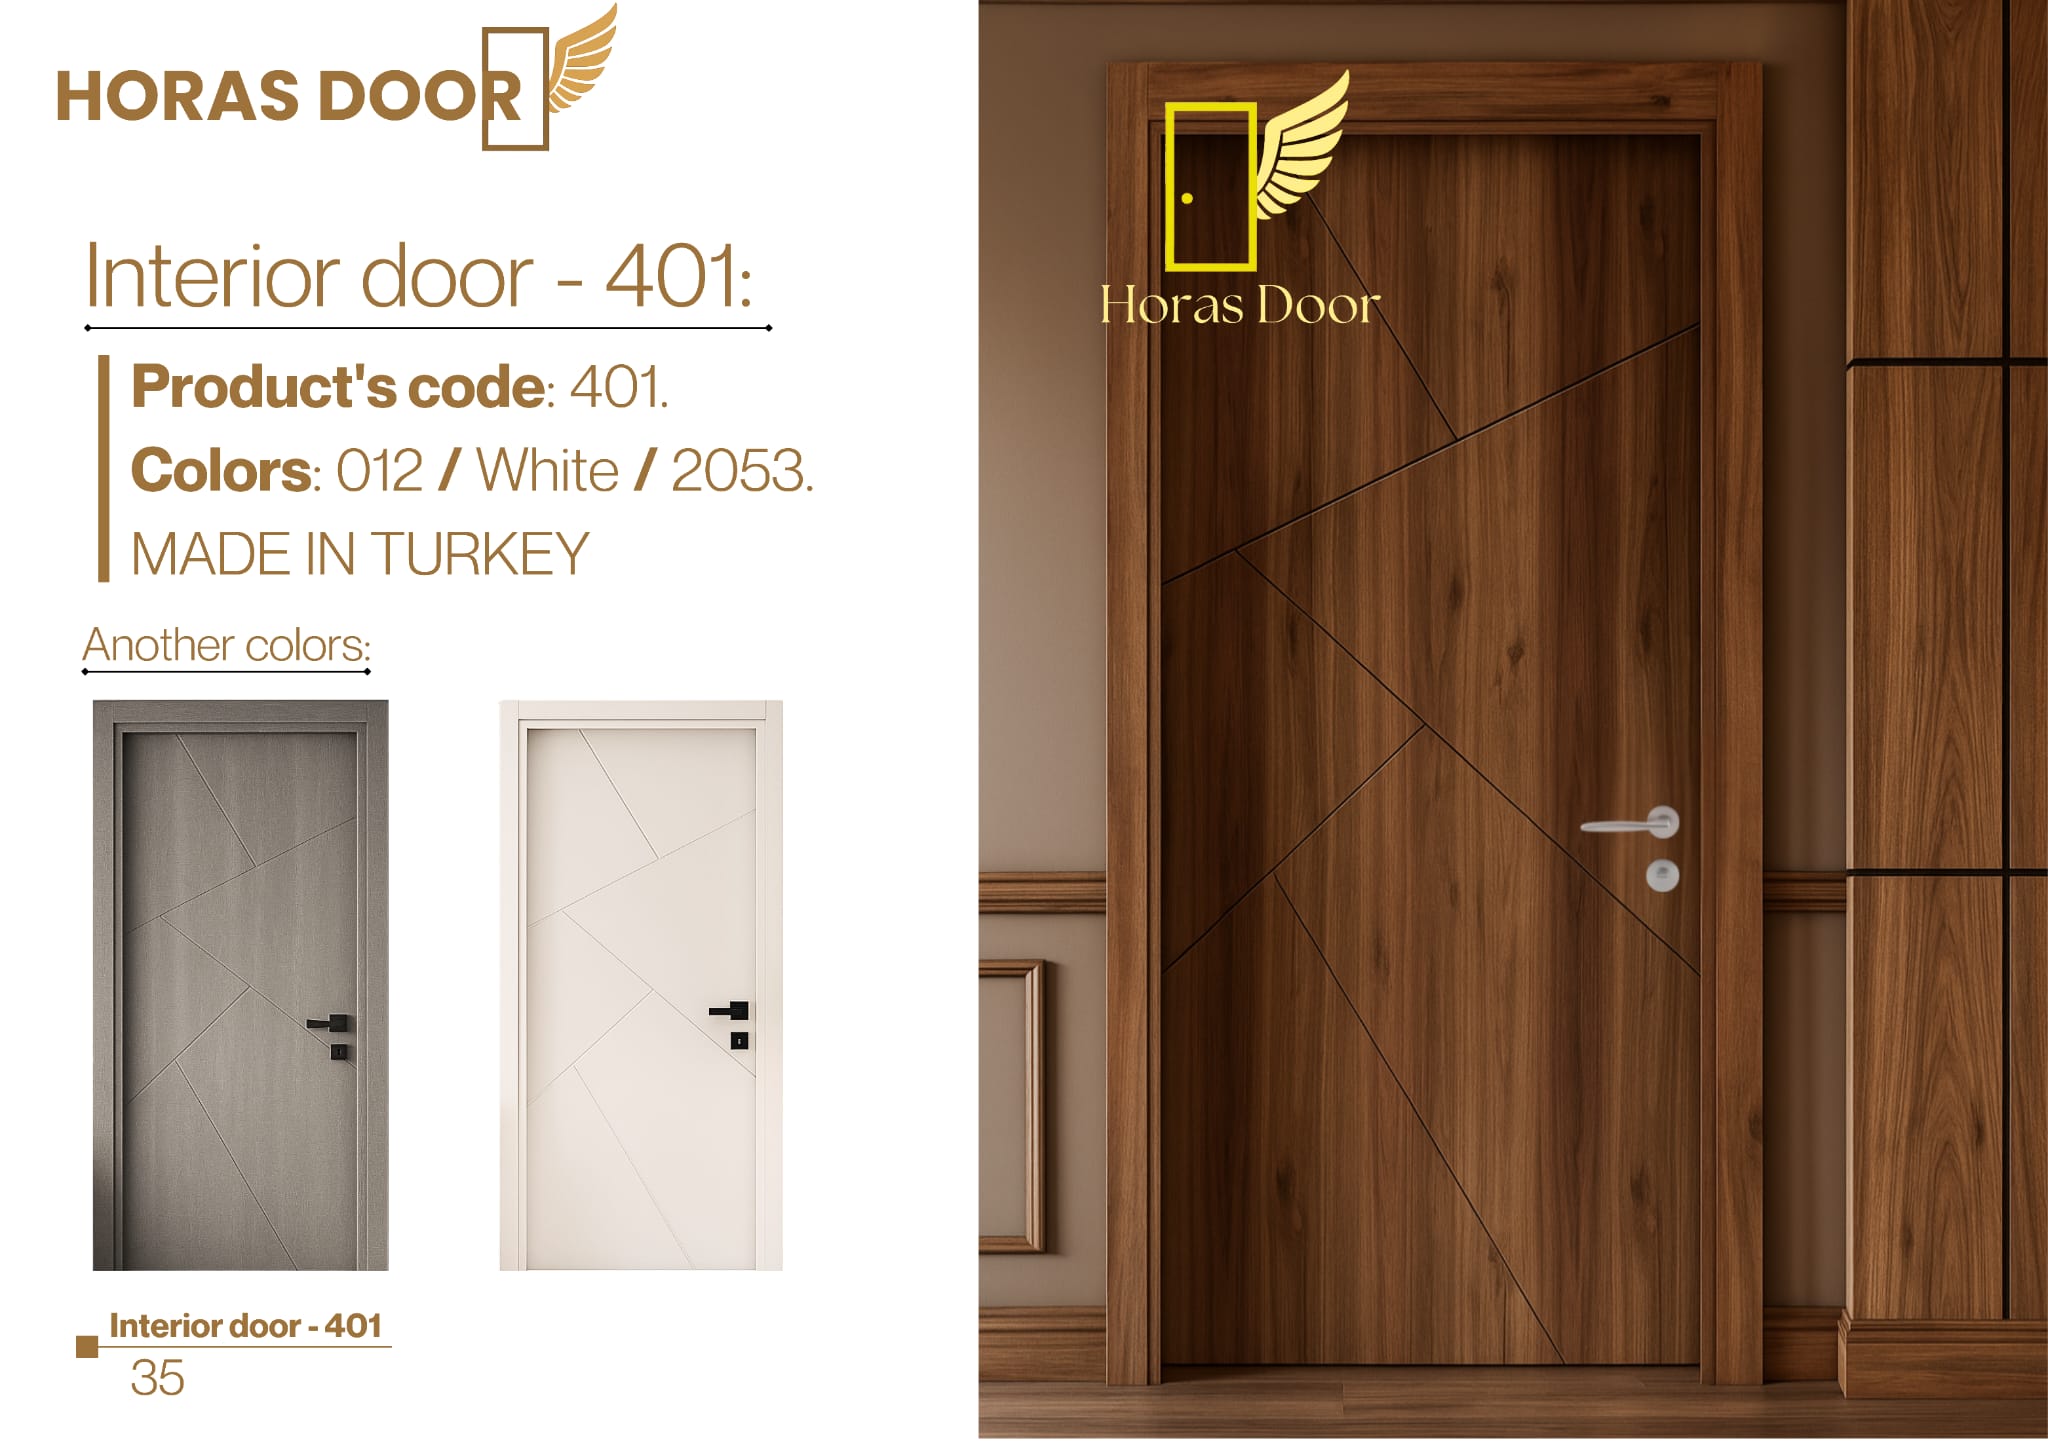 HORAS DOOR
Interior door - 401:
Product's code: 401.
Colors: 012 / White / 2053.
MADE IN TURKEY
Another colors:
Interior door - 401
35
Horas Door